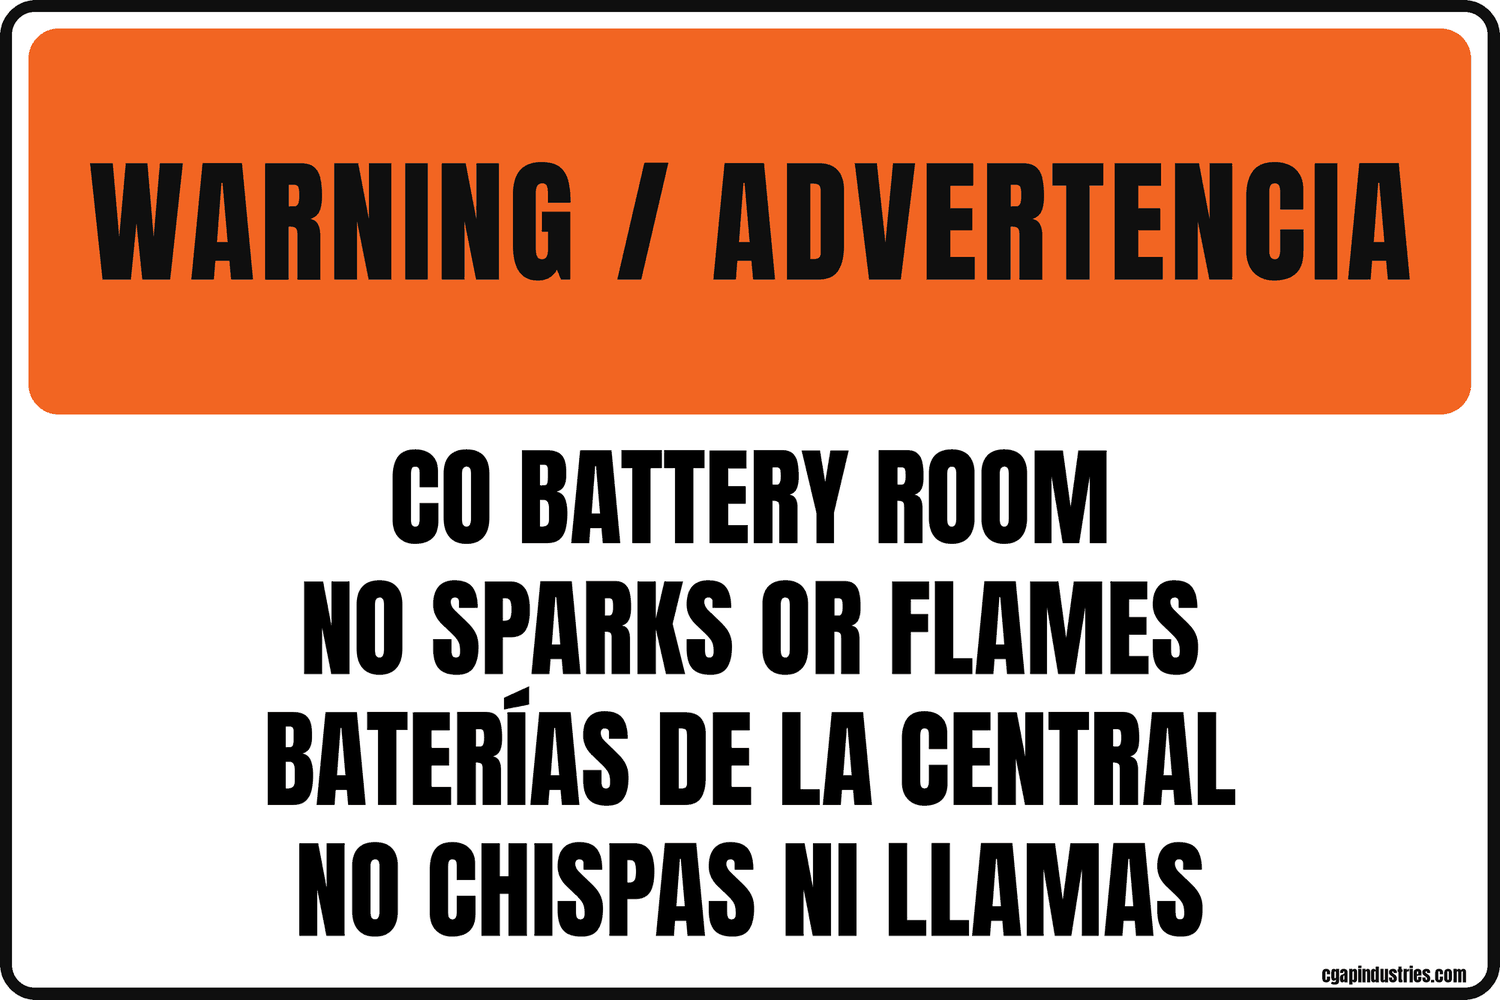 WARNING / ADVERTENCIA
CO BATTERY ROOM
NO SPARKS OR FLAMES
BATERÍAS DE LA CENTRAL
NO CHISPAS NI LLAMAS
cgapindustries.com